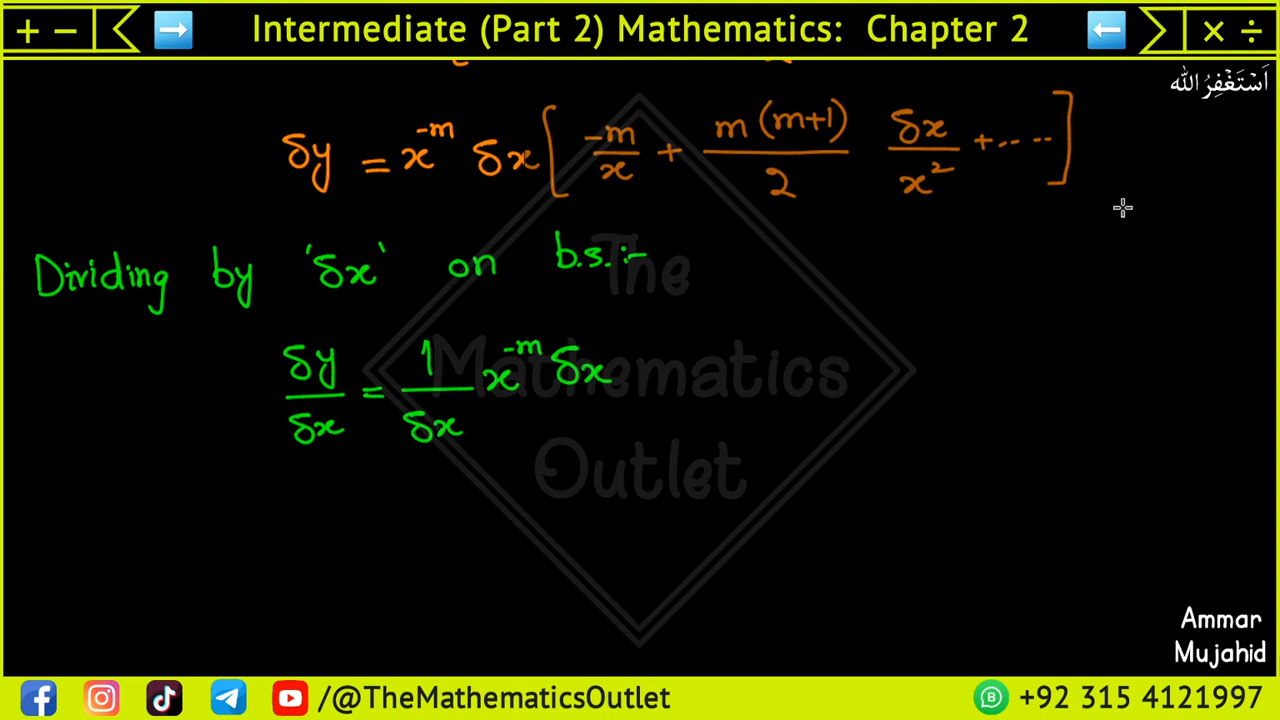 + − ➡ Intermediate (Part 2) Mathematics: Chapter 2 ⬅ × ÷
اَسْتَغْفِرُ اللّٰه
δy = x^-m δx [ -m/x + m(m+1)/2 δx/x² + ..... ]
Dividing by 'δx' on b.s.:-
δy/δx = 1/δx x^-m δx
The
Mathematics
Outlet
Ammar
Mujahid
/@TheMathematicsOutlet +92 315 4121997